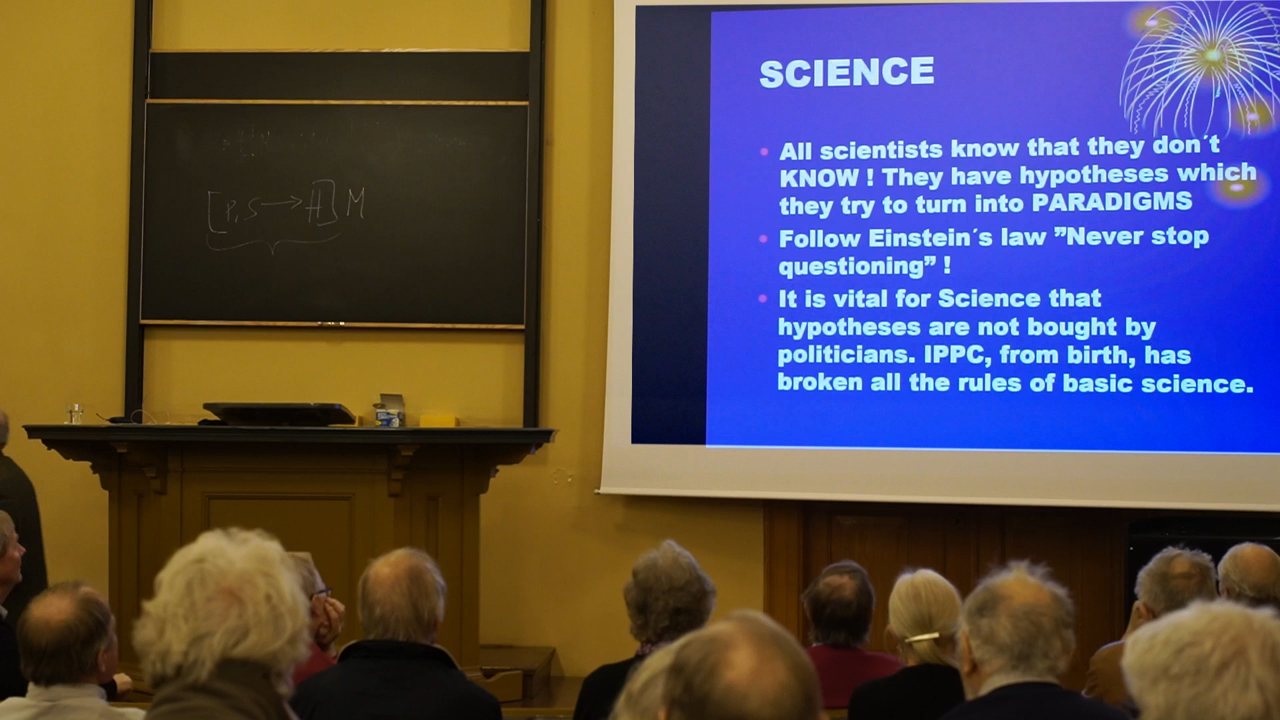 [P,S→H]M
SCIENCE
• All scientists know that they don´t
KNOW ! They have hypotheses which
they try to turn into PARADIGMS
• Follow Einstein´s law ”Never stop
questioning” !
• It is vital for Science that
hypotheses are not bought by
politicians. IPPC, from birth, has
broken all the rules of basic science.